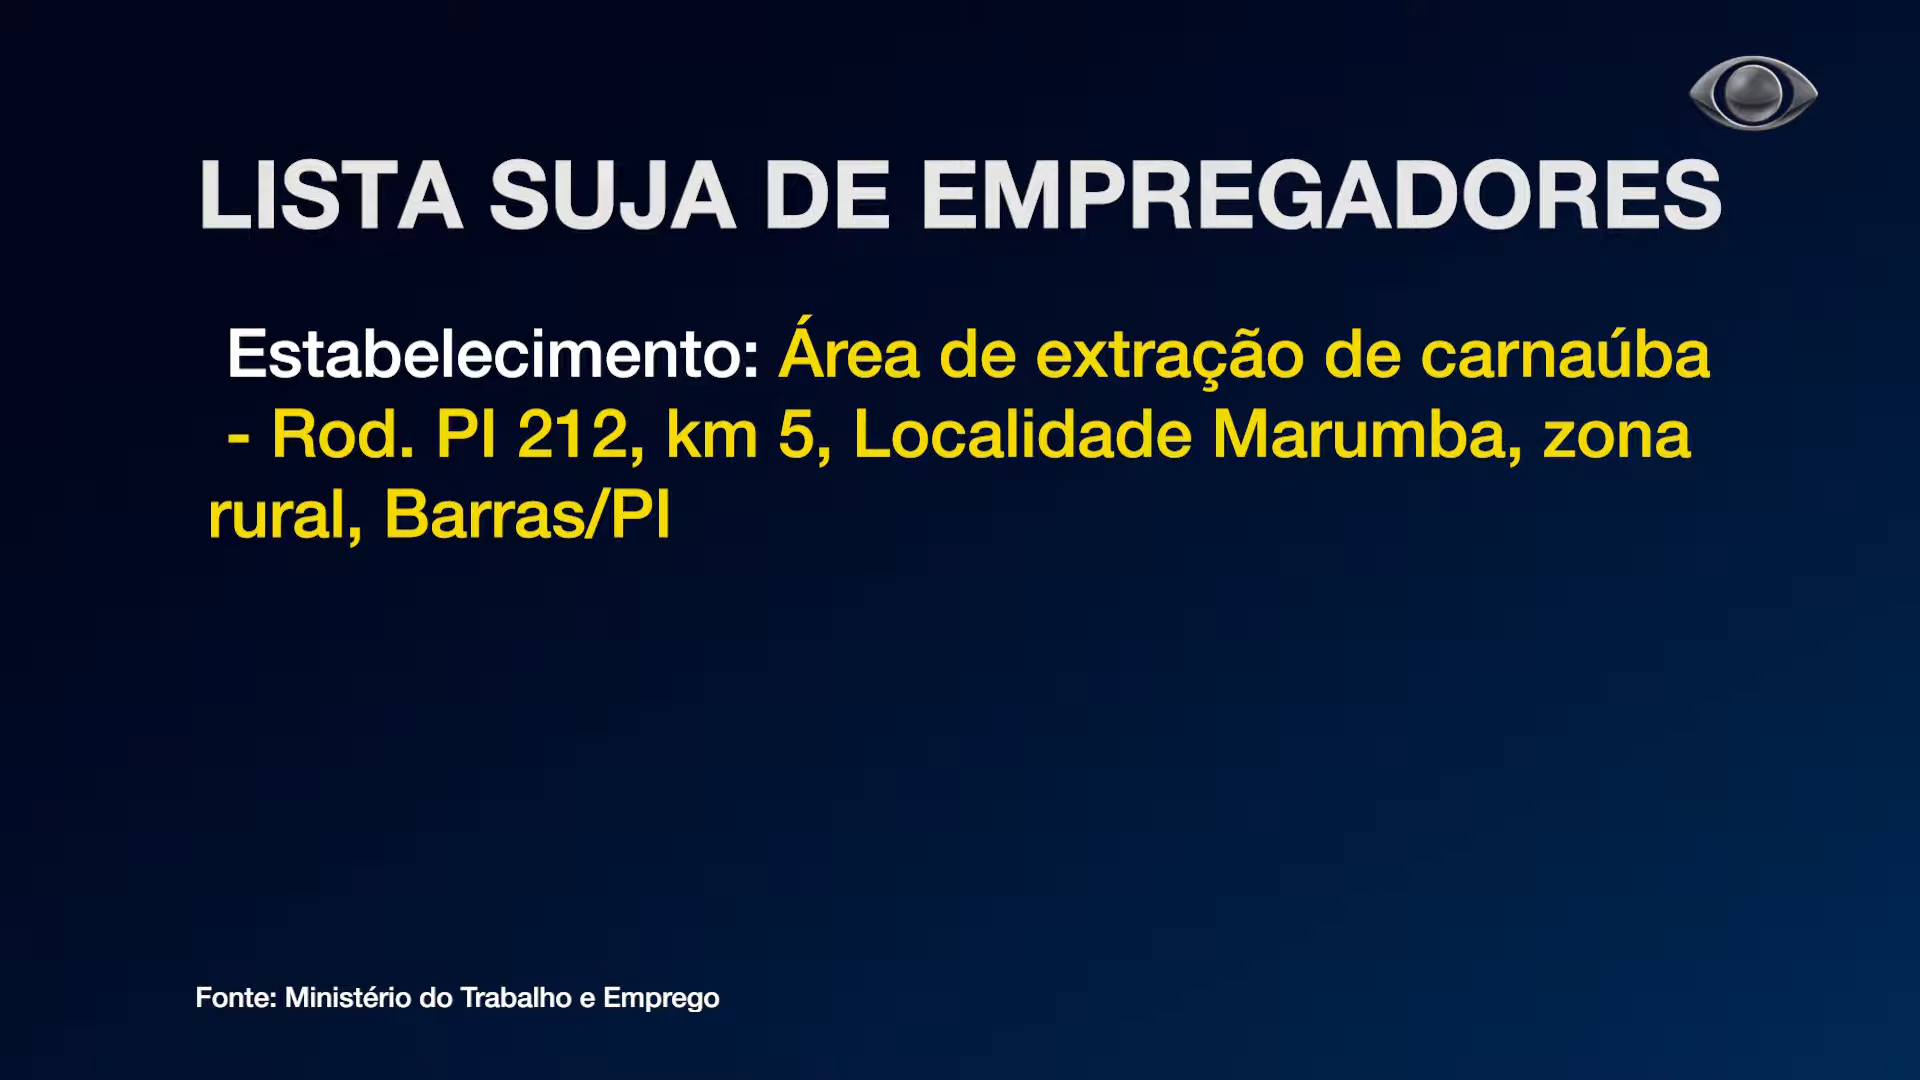 LISTA SUJA DE EMPREGADORES
Estabelecimento: Área de extração de carnaúba
- Rod. PI 212, km 5, Localidade Marumba, zona
rural, Barras/PI
Fonte: Ministério do Trabalho e Emprego